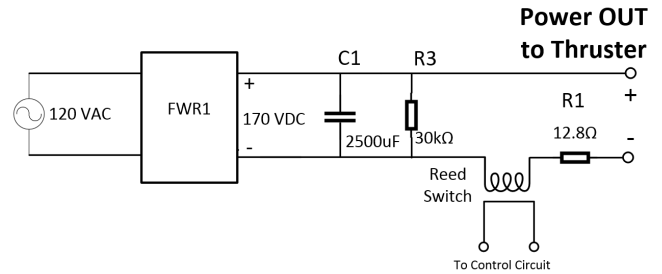 Power OUT
to Thruster
C1
R3
+
R1
+
120 VAC
FWR1
170 VDC
12.8Ω
-
2500uF
30kΩ
-
Reed
Switch
To Control Circuit